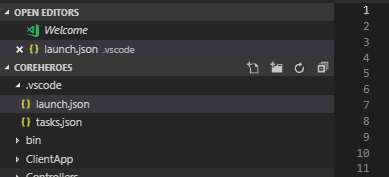 OPEN EDITORS
Welcome
launch.json .vscode
COREHEROES
.vscode
launch.json
tasks.json
bin
ClientApp
Controllers
1
2
3
4
5
6
7
8
9
10
11